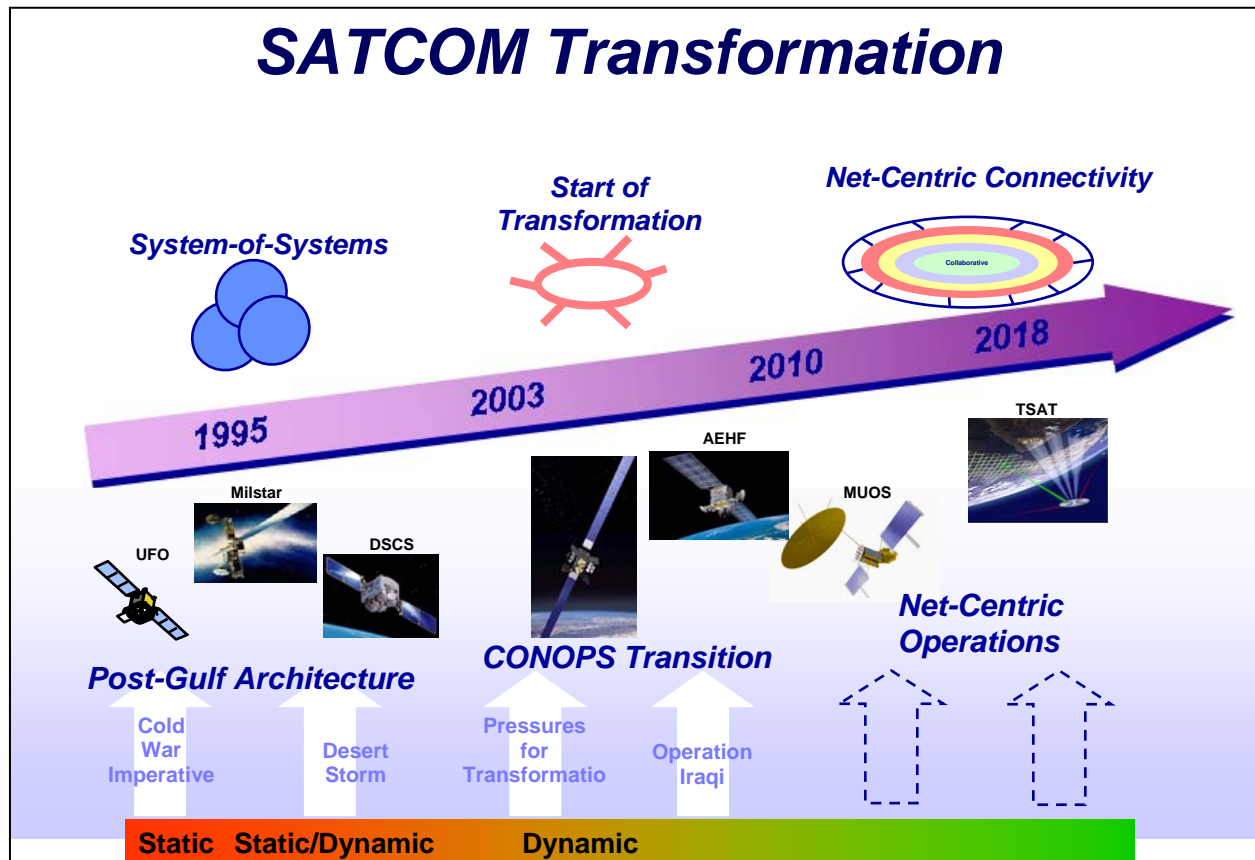 SATCOM Transformation
System-of-Systems
Start of
Transformation
Net-Centric Connectivity
Collaborative
1995
2003
2010
2018
UFO
Milstar
DSCS
AEHF
MUOS
TSAT
Post-Gulf Architecture
CONOPS Transition
Net-Centric
Operations
Cold
War
Imperative
Desert
Storm
Pressures
for
Transformatio
Operation
Iraqi
Static
Static/Dynamic
Dynamic